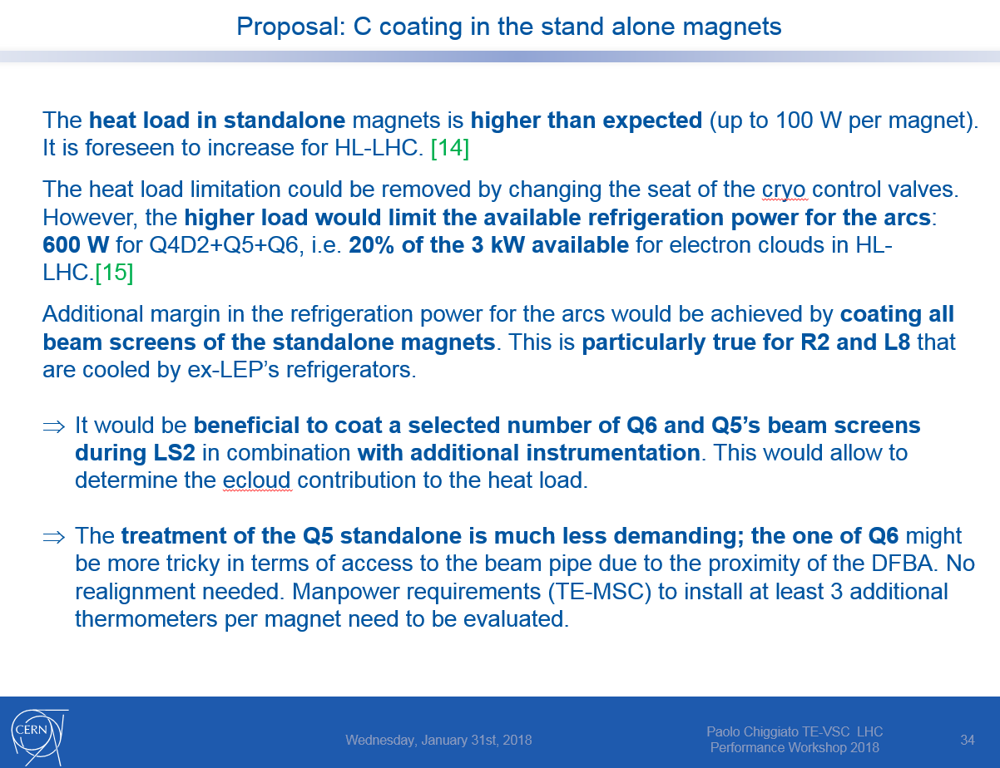 Proposal: C coating in the stand alone magnets
The heat load in standalone magnets is higher than expected (up to 100 W per magnet).
It is foreseen to increase for HL-LHC. [14]
The heat load limitation could be removed by changing the seat of the cryo control valves.
However, the higher load would limit the available refrigeration power for the arcs:
600 W for Q4D2+Q5+Q6, i.e. 20% of the 3 kW available for electron clouds in HL-
LHC.[15]
Additional margin in the refrigeration power for the arcs would be achieved by coating all
beam screens of the standalone magnets. This is particularly true for R2 and L8 that
are cooled by ex-LEP’s refrigerators.
⇒ It would be beneficial to coat a selected number of Q6 and Q5’s beam screens
during LS2 in combination with additional instrumentation. This would allow to
determine the ecloud contribution to the heat load.
⇒ The treatment of the Q5 standalone is much less demanding; the one of Q6 might
be more tricky in terms of access to the beam pipe due to the proximity of the DFBA. No
realignment needed. Manpower requirements (TE-MSC) to install at least 3 additional
thermometers per magnet need to be evaluated.
CERN
Wednesday, January 31st, 2018
Paolo Chiggiato TE-VSC LHC
Performance Workshop 2018
34